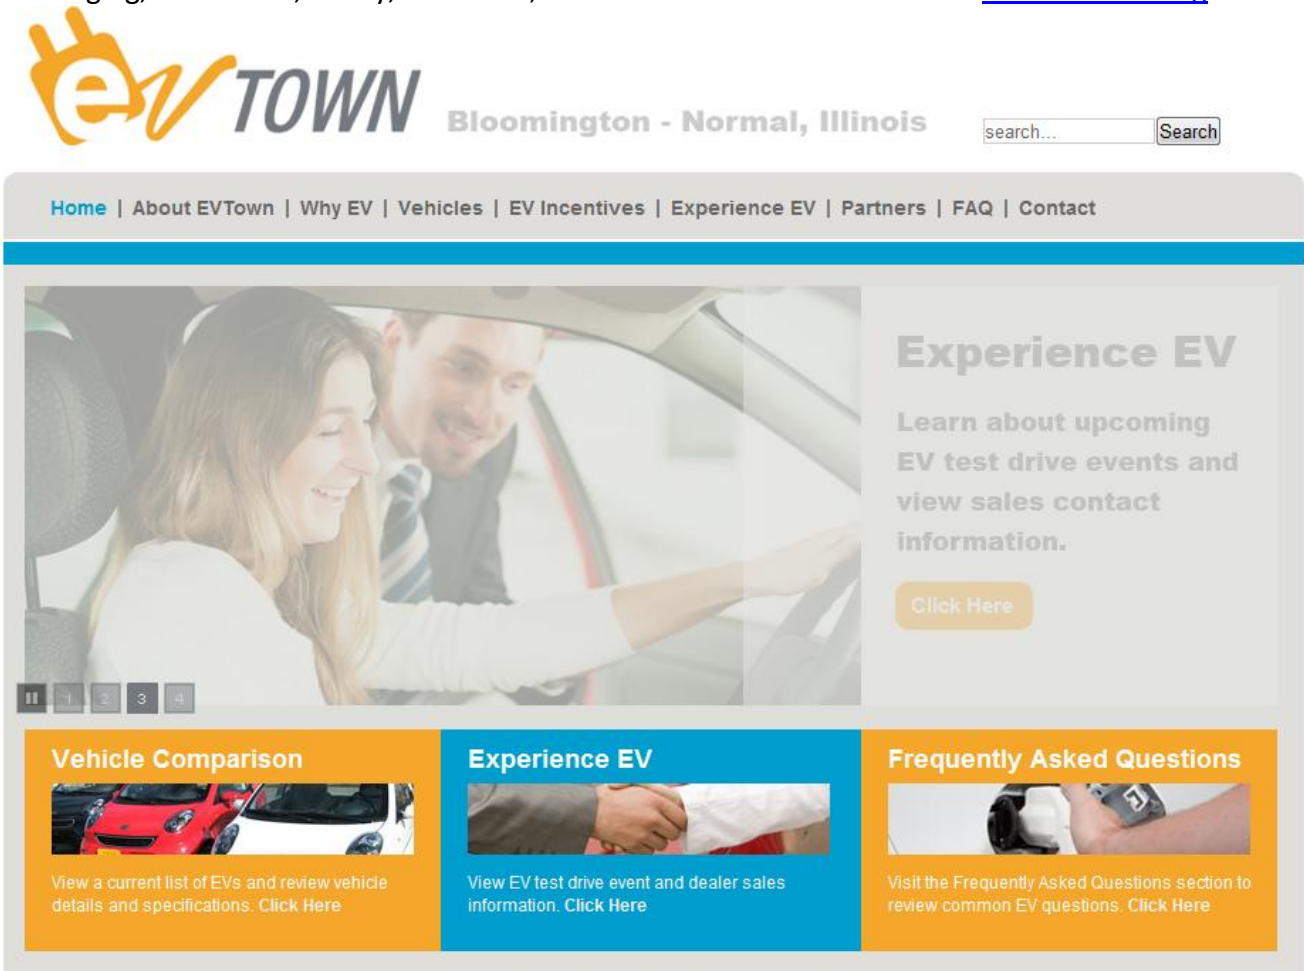 ev TOWN
Bloomington - Normal, Illinois
search...
Search
Home | About EVTown | Why EV | Vehicles | EV Incentives | Experience EV | Partners | FAQ | Contact
Experience EV
Learn about upcoming
EV test drive events and
view sales contact
information.
Click Here
1 2 3 4
Vehicle Comparison
View a current list of EVs and review vehicle
details and specifications. Click Here
Experience EV
View EV test drive event and dealer sales
information. Click Here
Frequently Asked Questions
Visit the Frequently Asked Questions section to
review common EV questions. Click Here